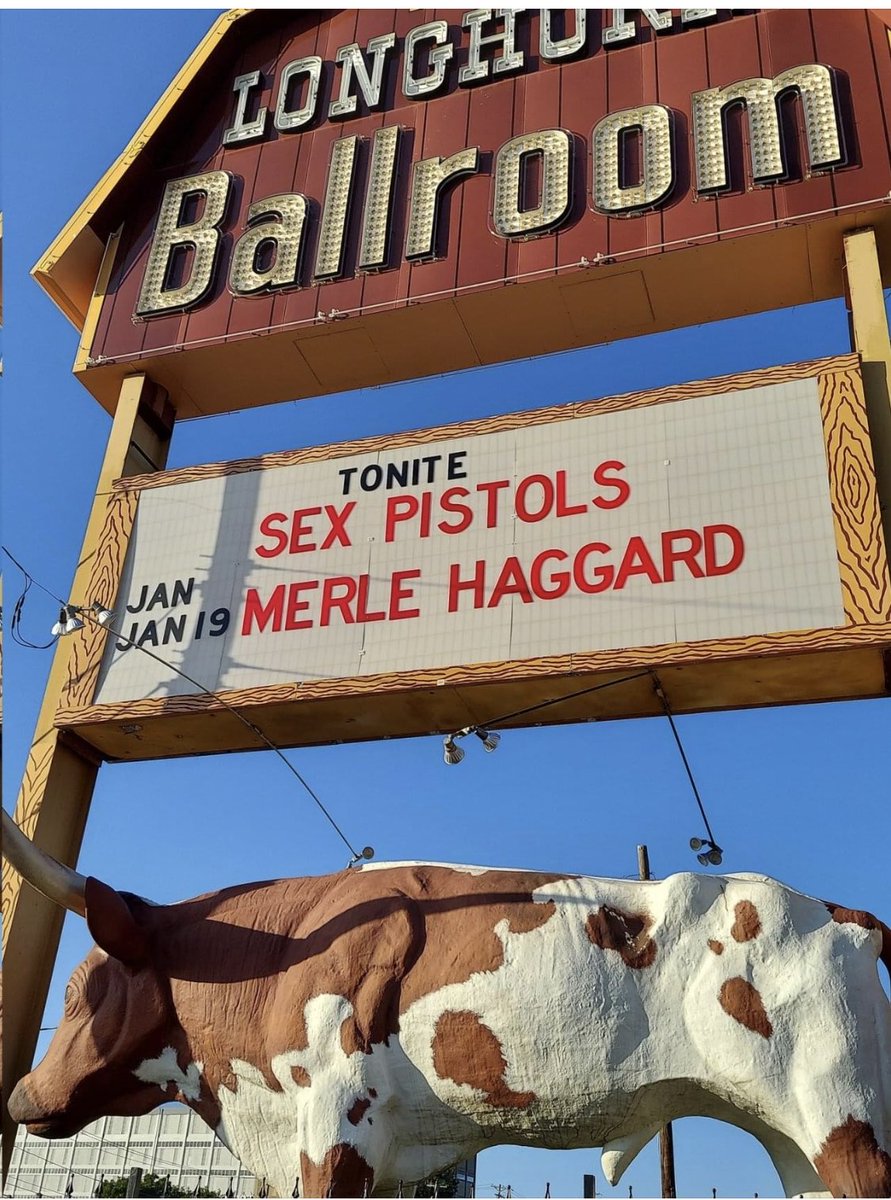 LONGHORN
Ballroom
TONITE
SEX PISTOLS
JAN MERLE HAGGARD
JAN 19